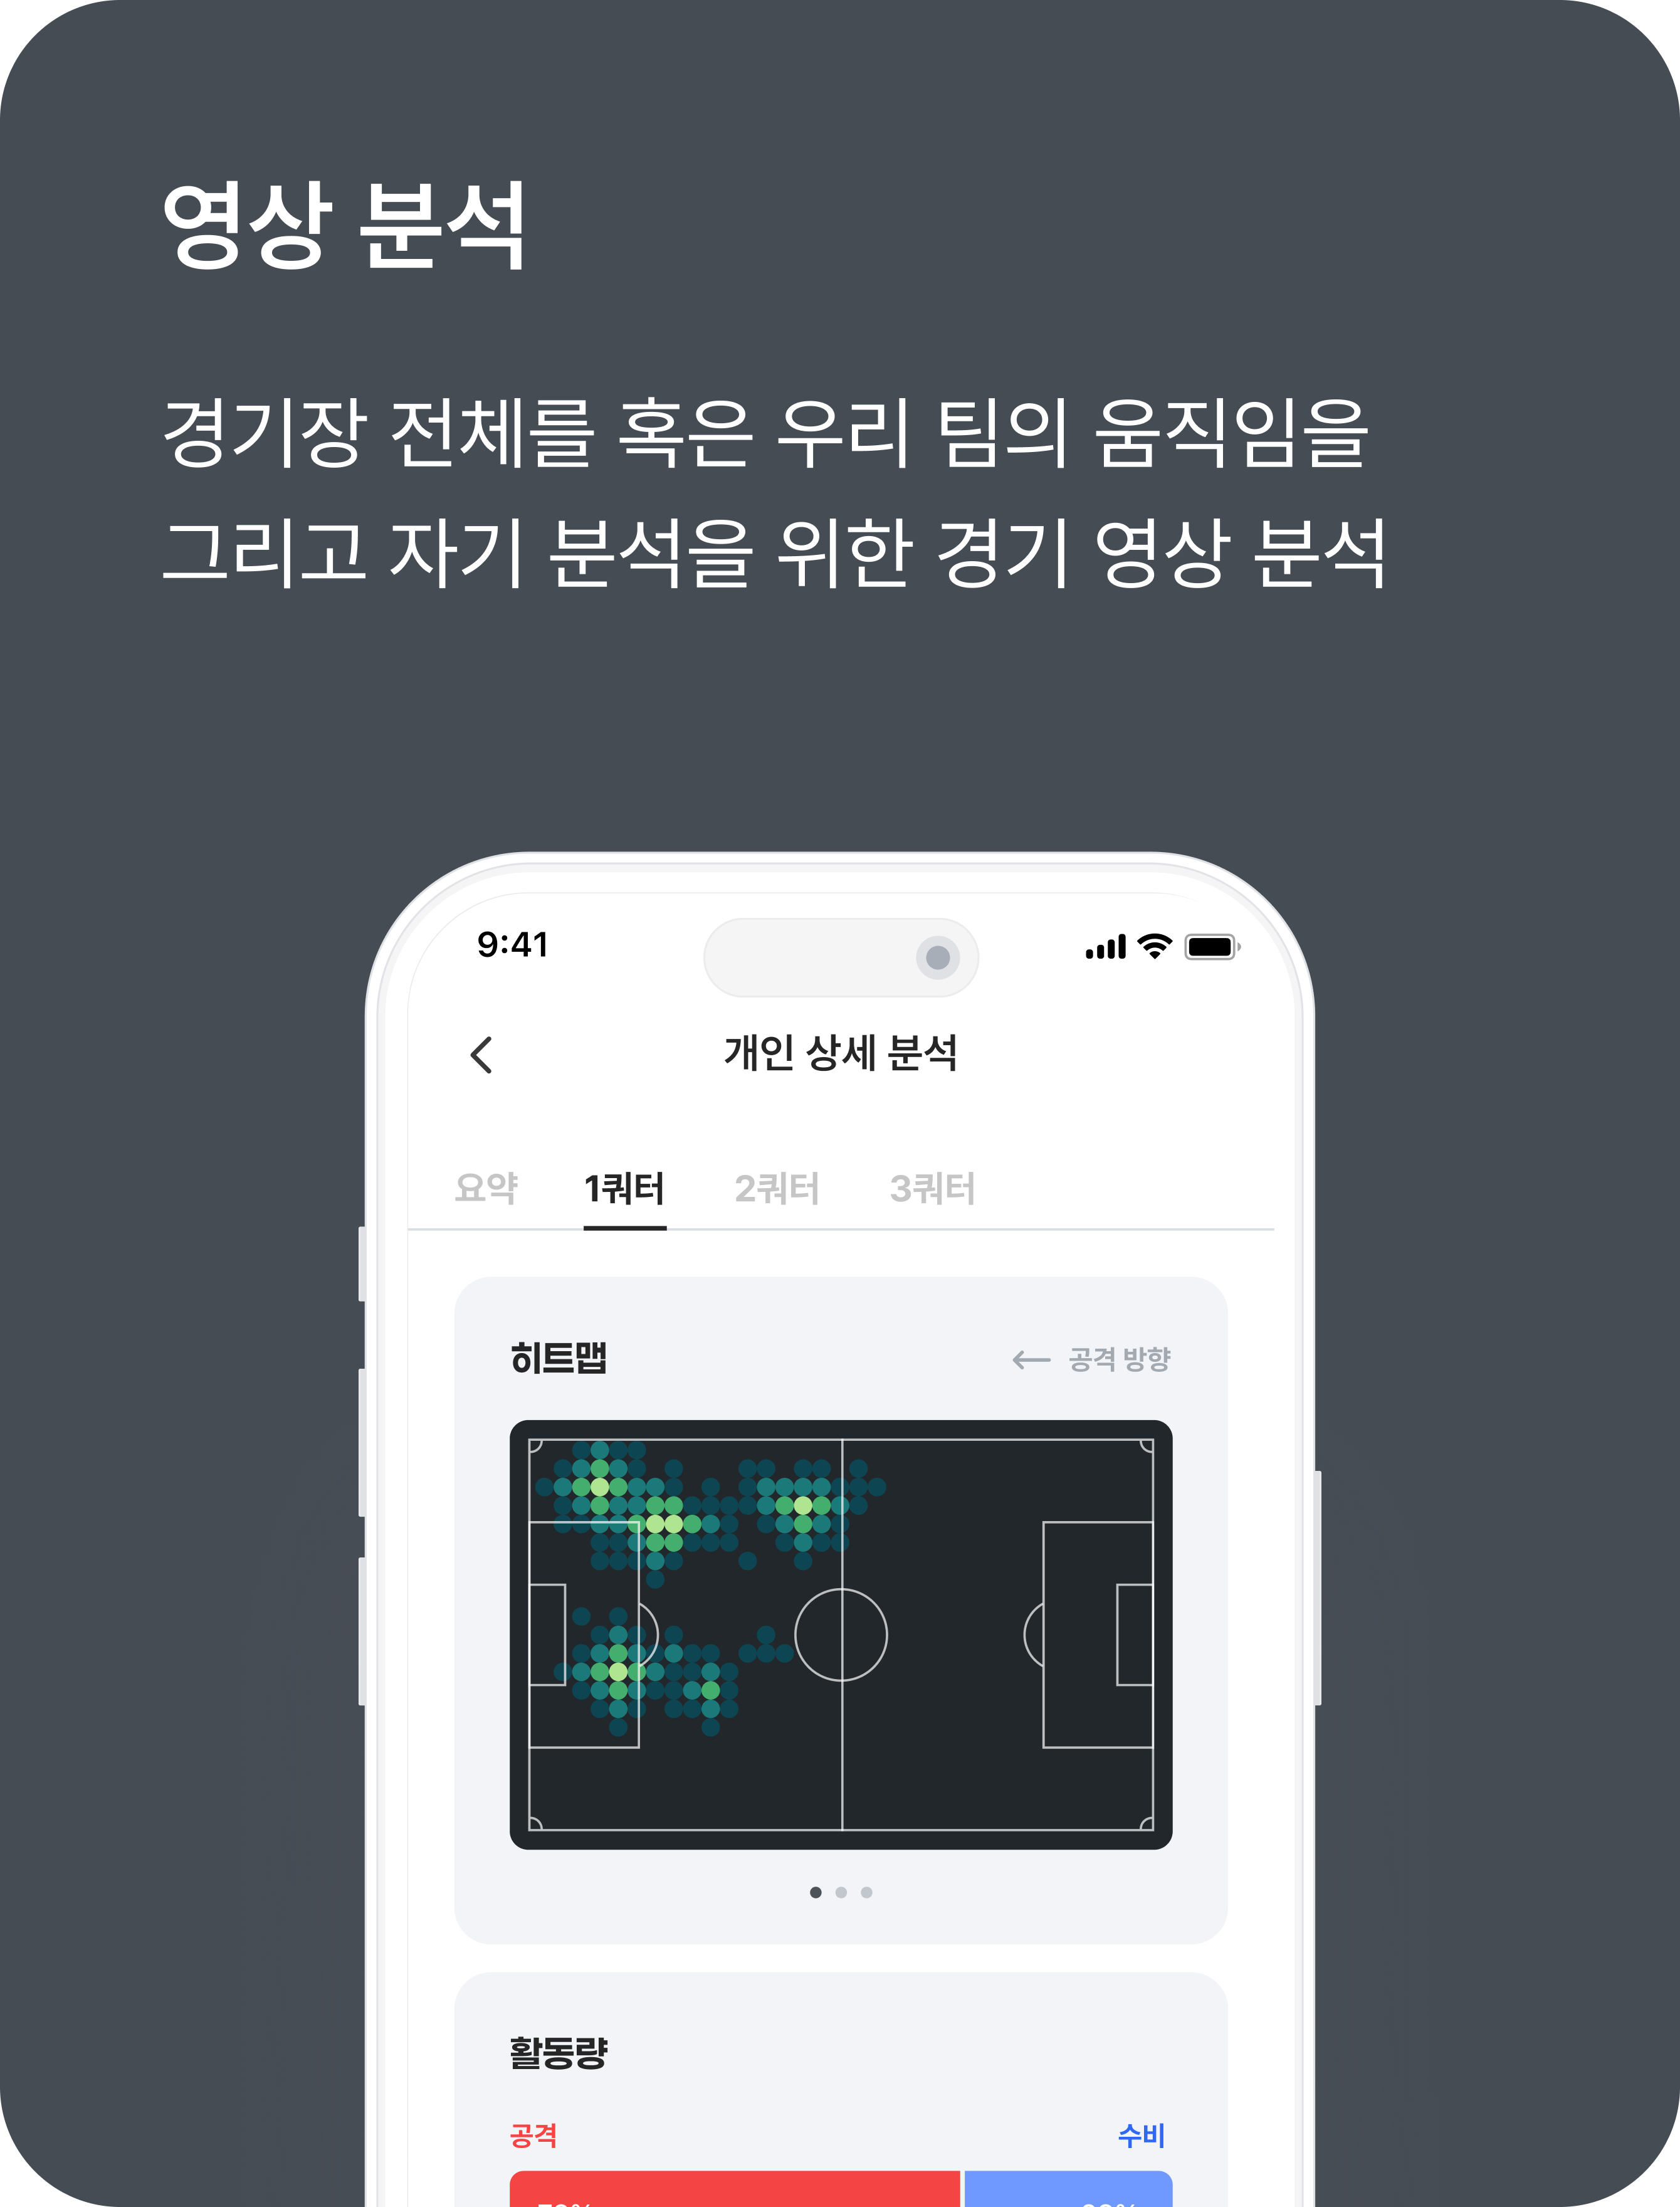 영상 분석
경기장 전체를 혹은 우리 팀의 움직임을
그리고 자기 분석을 위한 경기 영상 분석
9:41
개인 상세 분석
요약 1쿼터 2쿼터 3쿼터
히트맵 공격 방향
활동량
공격 수비